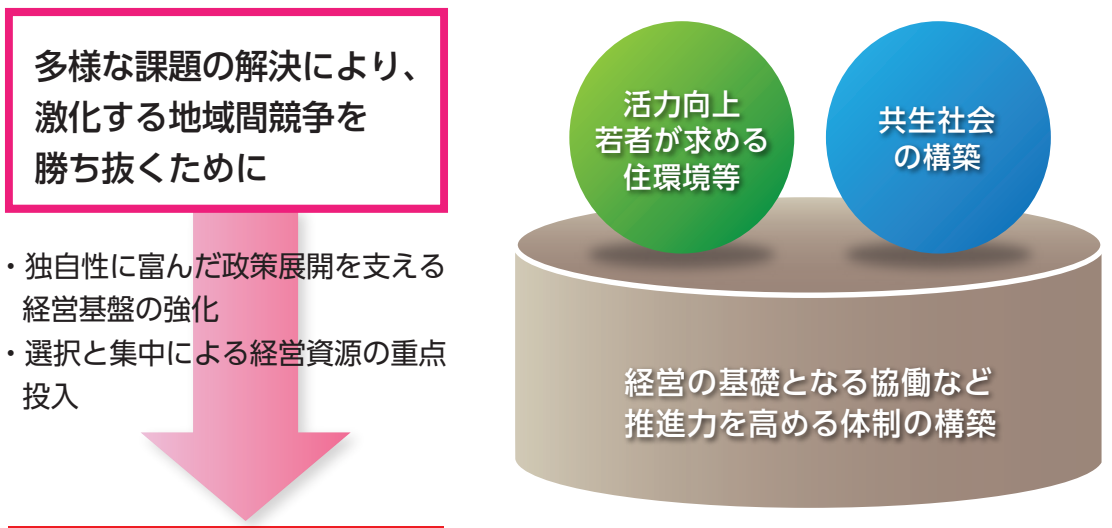 多様な課題の解決により、
激化する地域間競争を
勝ち抜くために
・独自性に富んだ政策展開を支える
経営基盤の強化
・選択と集中による経営資源の重点
投入
活力向上
若者が求める
住環境等
共生社会
の構築
経営の基礎となる協働など
推進力を高める体制の構築